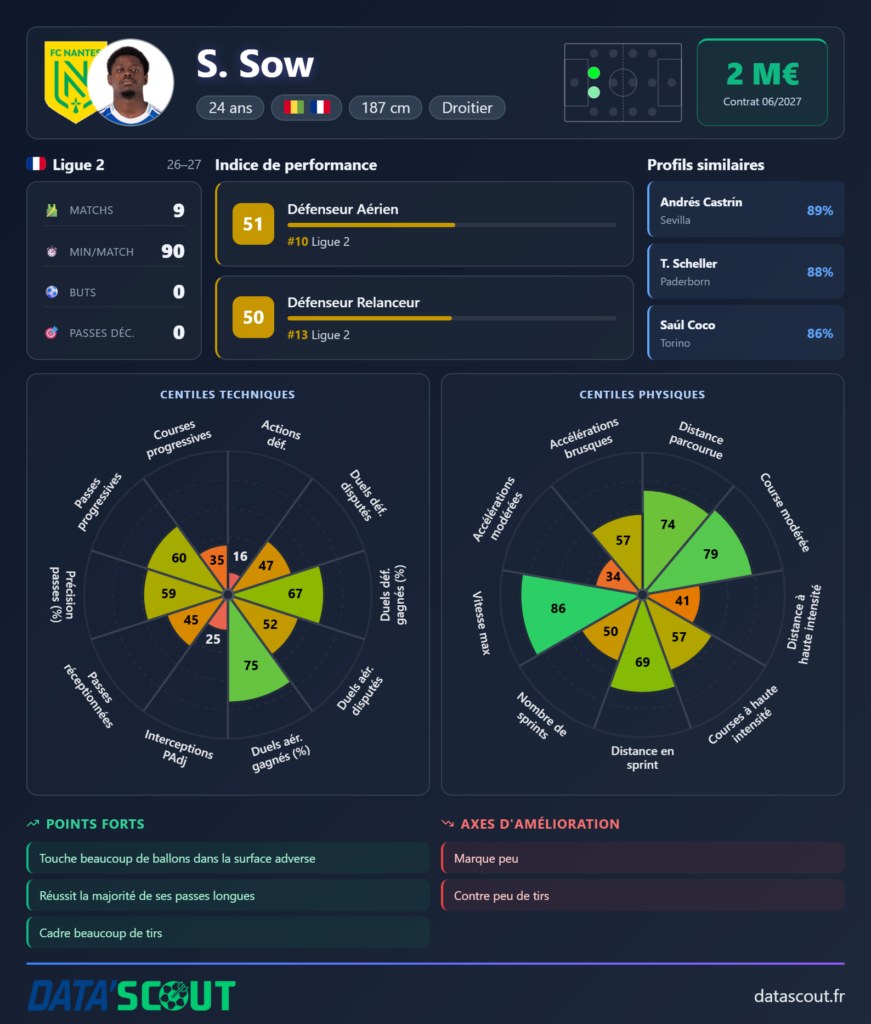 FC NANTES
S. Sow
24 ans
187 cm
Droitier
2 M€
Contrat 06/2027
Ligue 2
26–27
MATCHS
9
MIN/MATCH
90
BUTS
0
PASSES DÉC.
0
Indice de performance
51
Défenseur Aérien
#10 Ligue 2
50
Défenseur Relanceur
#13 Ligue 2
Profils similaires
Andrés Castrín
Sevilla
89%
T. Scheller
Paderborn
88%
Saúl Coco
Torino
86%
CENTILES TECHNIQUES
Actions
déf.
16
Duels déf.
disputés
47
Duels déf.
gagnés (%)
67
Duels aér.
disputés
52
Duels aér.
gagnés (%)
75
Interceptions
PAdj
25
Passes
réceptionnées
45
Précision
passes (%)
59
Passes
progressives
60
Courses
progressives
35
CENTILES PHYSIQUES
Distance
parcourue
74
Course modérée
79
Distance à
haute intensité
41
Courses à haute
intensité
57
Distance en
sprint
69
Nombre de
sprints
50
Vitesse max
86
Accélérations
modérées
34
Accélérations
brusques
57
POINTS FORTS
Touche beaucoup de ballons dans la surface adverse
Réussit la majorité de ses passes longues
Cadre beaucoup de tirs
AXES D'AMÉLIORATION
Marque peu
Contre peu de tirs
DATA'SCOUT
datascout.fr